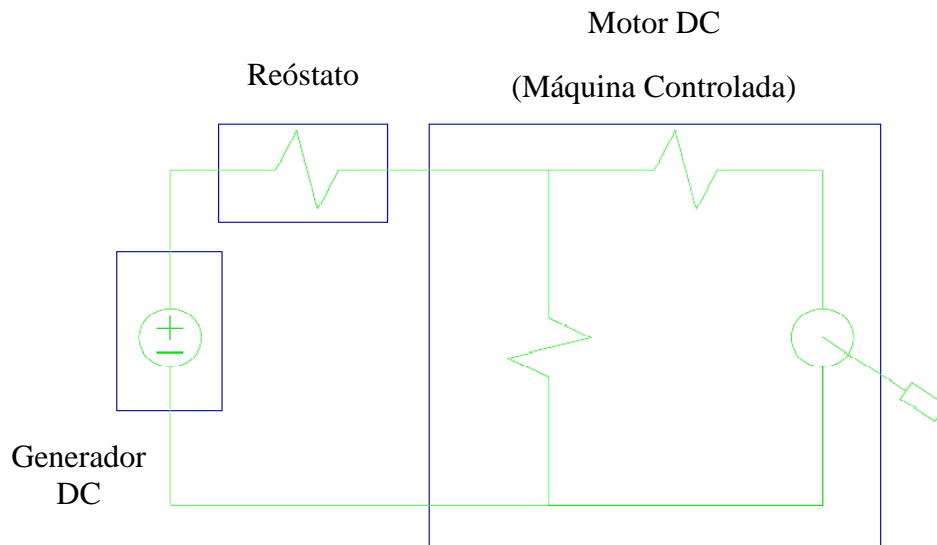 Motor DC
(Máquina Controlada)
Reóstato
Generador
DC